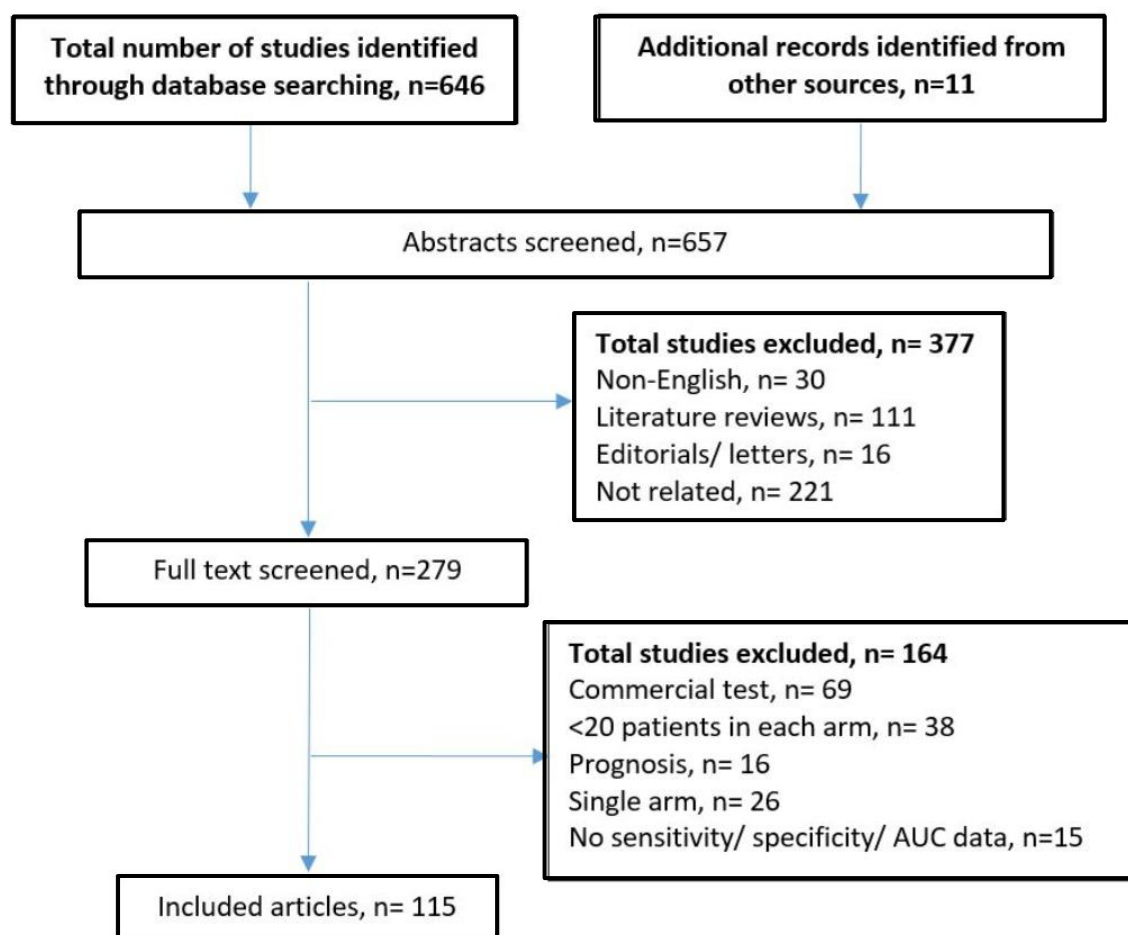 Total number of studies identified
through database searching, n=646
Additional records identified from
other sources, n=11
Abstracts screened, n=657
Total studies excluded, n= 377
Non-English, n= 30
Literature reviews, n= 111
Editorials/ letters, n= 16
Not related, n= 221
Full text screened, n=279
Total studies excluded, n= 164
Commercial test, n= 69
<20 patients in each arm, n= 38
Prognosis, n= 16
Single arm, n= 26
No sensitivity/ specificity/ AUC data, n=15
Included articles, n= 115